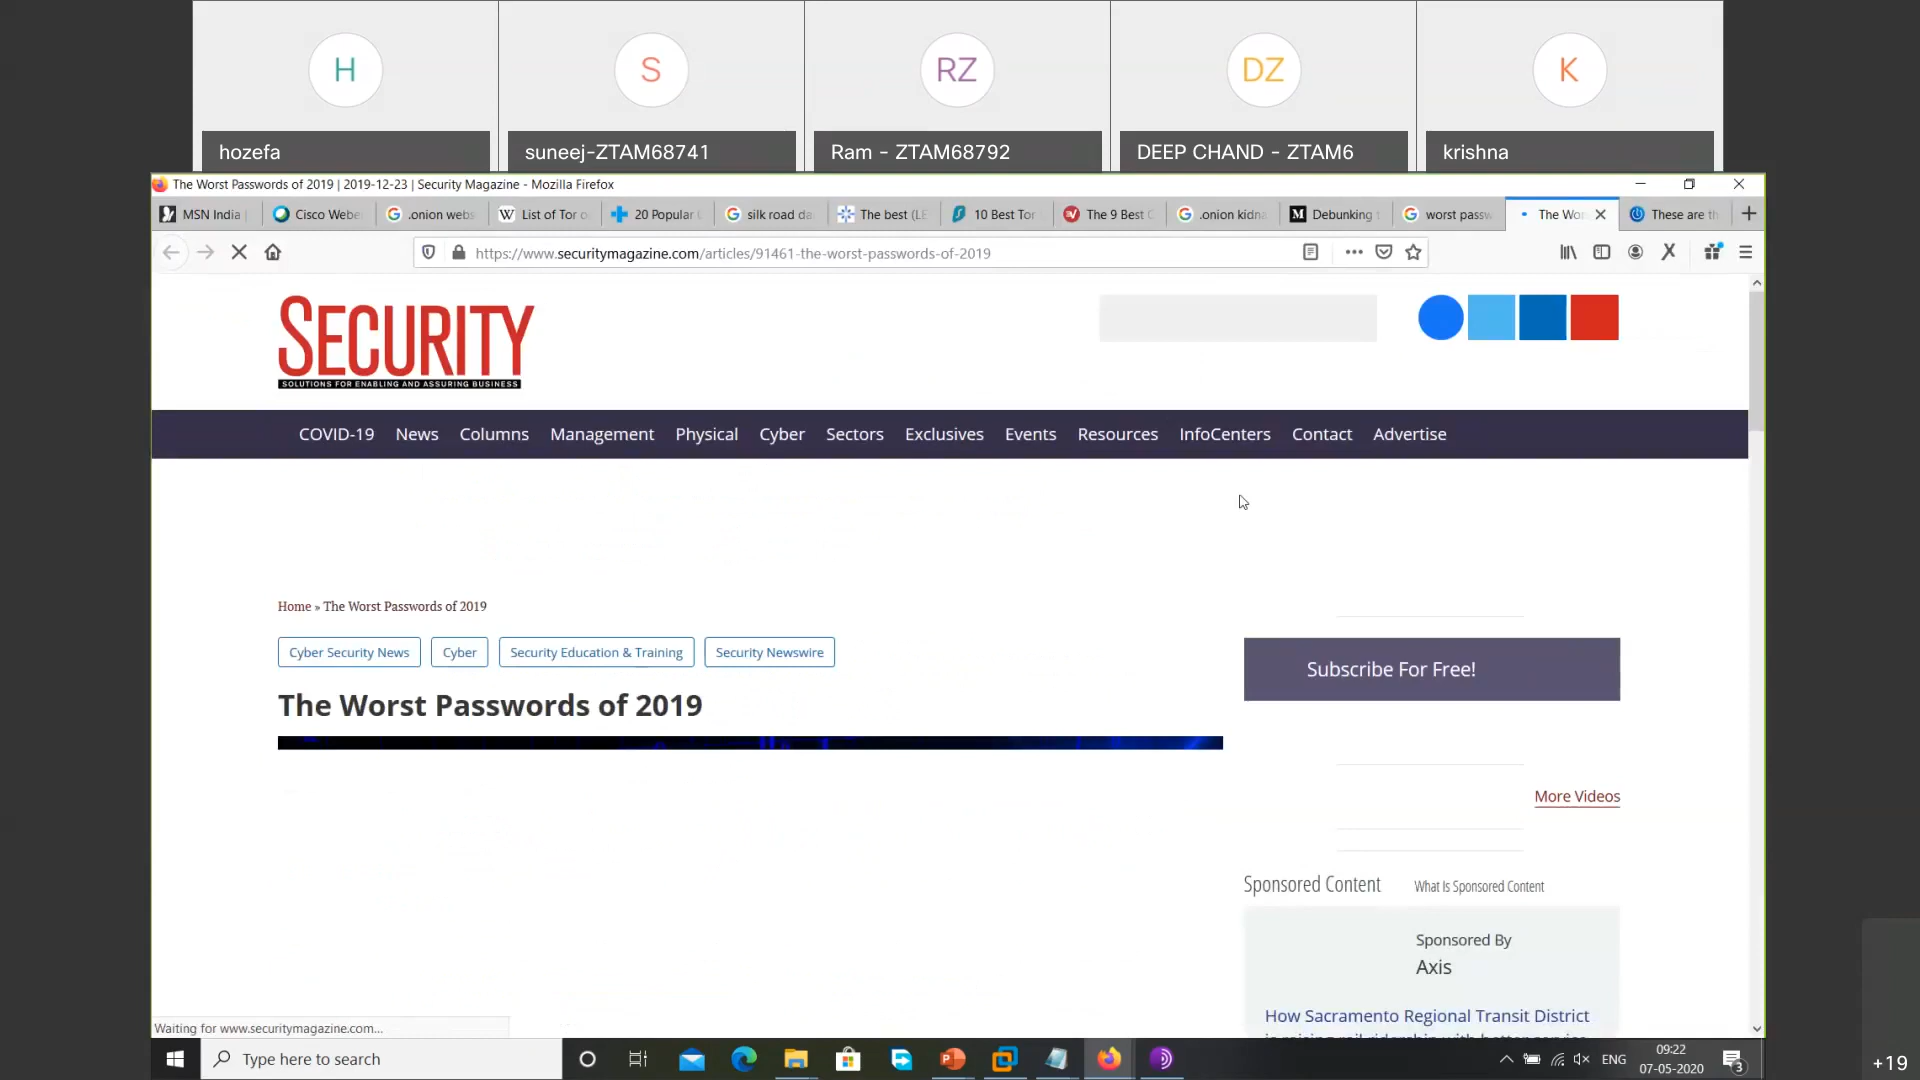 H
S
RZ
DZ
K
hozefa
suneej-ZTAM68741
Ram - ZTAM68792
DEEP CHAND - ZTAM6
krishna
The Worst Passwords of 2019 | 2019-12-23 | Security Magazine - Mozilla Firefox
MSN India
Cisco Webe
.onion webs
List of Tor o
20 Popular
silk road da
The best (LE
10 Best Tor
The 9 Best
.onion kidna
Debunking
worst passw
The Wor
These are th
https://www.securitymagazine.com/articles/91461-the-worst-passwords-of-2019
SECURITY
SOLUTIONS FOR ENABLING AND ASSURING BUSINESS
COVID-19 News Columns Management Physical Cyber Sectors Exclusives Events Resources InfoCenters Contact Advertise
Home » The Worst Passwords of 2019
Cyber Security News
Cyber
Security Education & Training
Security Newswire
The Worst Passwords of 2019
Subscribe For Free!
More Videos
Sponsored Content
What Is Sponsored Content
Sponsored By
Axis
How Sacramento Regional Transit District
Waiting for www.securitymagazine.com...
Type here to search
ENG
09:22
07-05-2020
3
+19